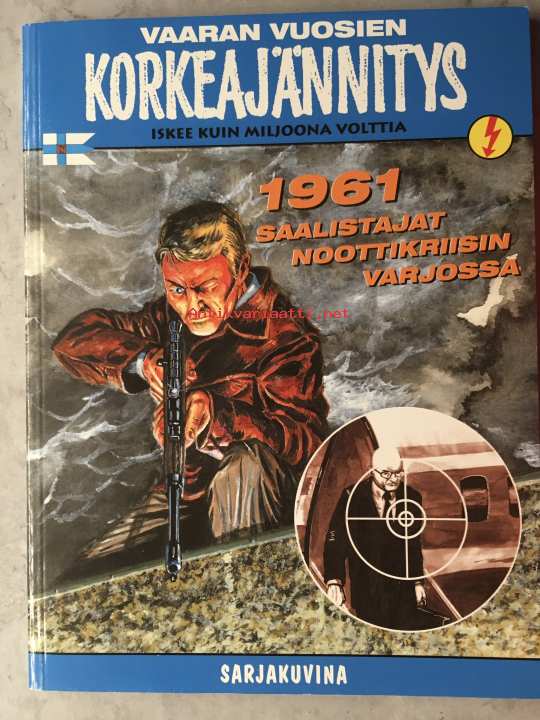 VAARAN VUOSIEN
KORKEAJÄNNITYS
ISKEE KUIN MILJOONA VOLTTIA
N
1961
SAALISTAJAT
NOOTTIKRIISIN
VARJOSSA
antikvariaatti.net
SARJAKUVINA